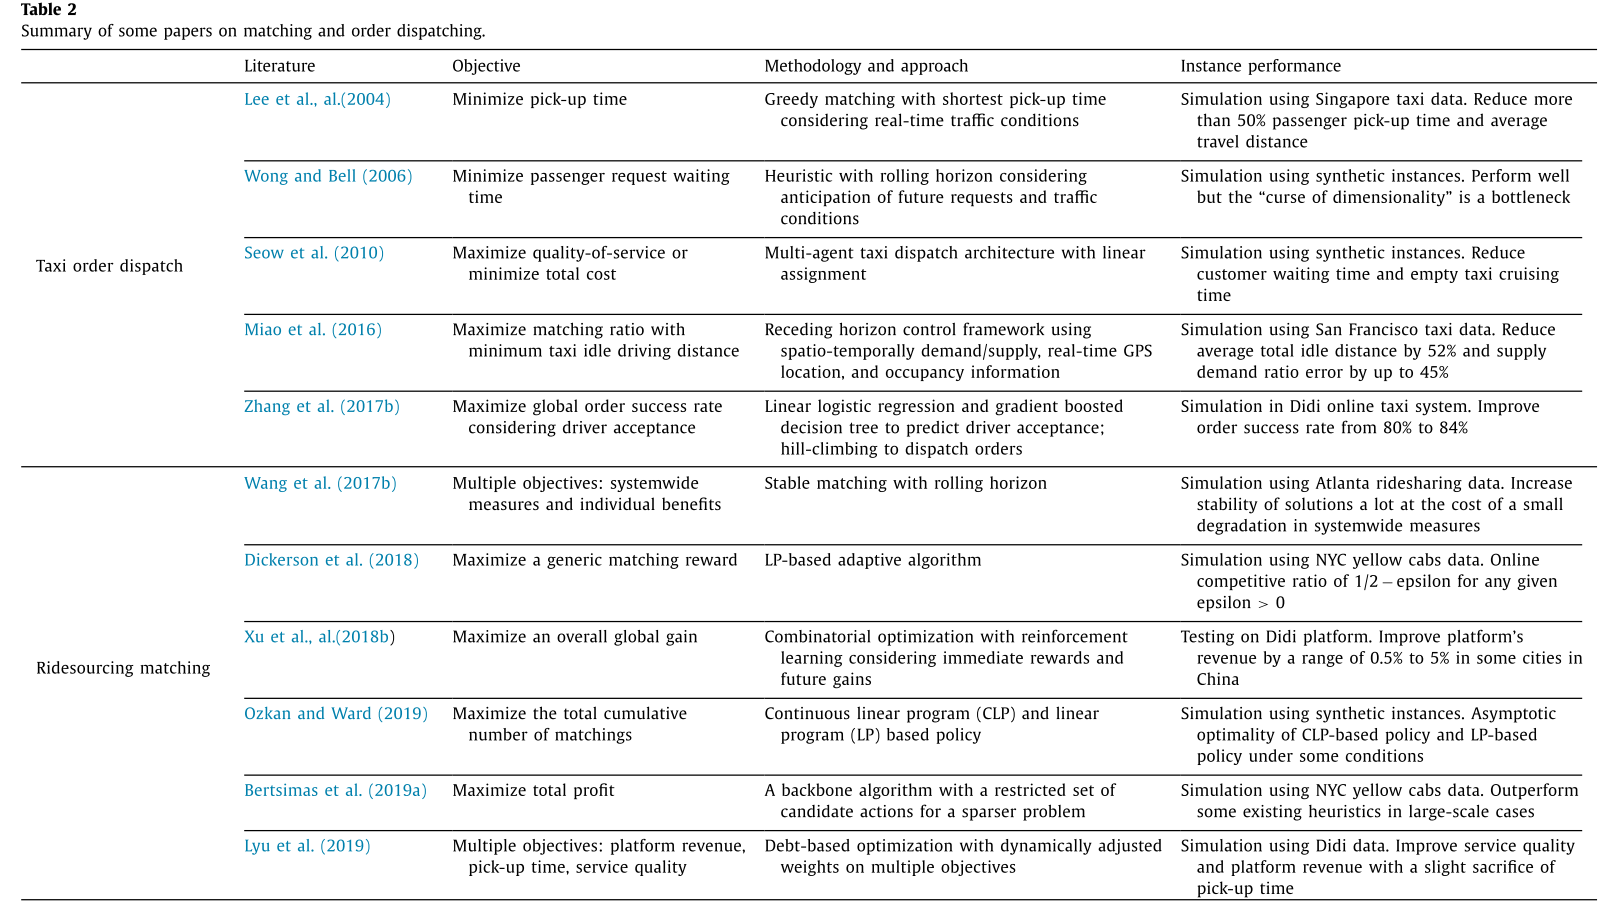 Table 2
Summary of some papers on matching and order dispatching.
Literature Objective Methodology and approach Instance performance
Taxi order dispatch
Lee et al., al.(2004) Minimize pick-up time Greedy matching with shortest pick-up time Simulation using Singapore taxi data. Reduce more
considering real-time traffic conditions than 50% passenger pick-up time and average
travel distance
Wong and Bell (2006) Minimize passenger request waiting Heuristic with rolling horizon considering Simulation using synthetic instances. Perform well
time anticipation of future requests and traffic but the “curse of dimensionality” is a bottleneck
conditions
Seow et al. (2010) Maximize quality-of-service or Multi-agent taxi dispatch architecture with linear Simulation using synthetic instances. Reduce
minimize total cost assignment customer waiting time and empty taxi cruising
time
Miao et al. (2016) Maximize matching ratio with Receding horizon control framework using Simulation using San Francisco taxi data. Reduce
minimum taxi idle driving distance spatio-temporally demand/supply, real-time GPS average total idle distance by 52% and supply
location, and occupancy information demand ratio error by up to 45%
Zhang et al. (2017b) Maximize global order success rate Linear logistic regression and gradient boosted Simulation in Didi online taxi system. Improve
considering driver acceptance decision tree to predict driver acceptance; order success rate from 80% to 84%
hill-climbing to dispatch orders
Ridesourcing matching
Wang et al. (2017b) Multiple objectives: systemwide Stable matching with rolling horizon Simulation using Atlanta ridesharing data. Increase
measures and individual benefits stability of solutions a lot at the cost of a small
degradation in systemwide measures
Dickerson et al. (2018) Maximize a generic matching reward LP-based adaptive algorithm Simulation using NYC yellow cabs data. Online
competitive ratio of 1/2 − epsilon for any given
epsilon > 0
Xu et al., al.(2018b) Maximize an overall global gain Combinatorial optimization with reinforcement Testing on Didi platform. Improve platform’s
learning considering immediate rewards and revenue by a range of 0.5% to 5% in some cities in
future gains China
Ozkan and Ward (2019) Maximize the total cumulative Continuous linear program (CLP) and linear Simulation using synthetic instances. Asymptotic
number of matchings program (LP) based policy optimality of CLP-based policy and LP-based
policy under some conditions
Bertsimas et al. (2019a) Maximize total profit A backbone algorithm with a restricted set of Simulation using NYC yellow cabs data. Outperform
candidate actions for a sparser problem some existing heuristics in large-scale cases
Lyu et al. (2019) Multiple objectives: platform revenue, Debt-based optimization with dynamically adjusted Simulation using Didi data. Improve service quality
pick-up time, service quality weights on multiple objectives and platform revenue with a slight sacrifice of
pick-up time